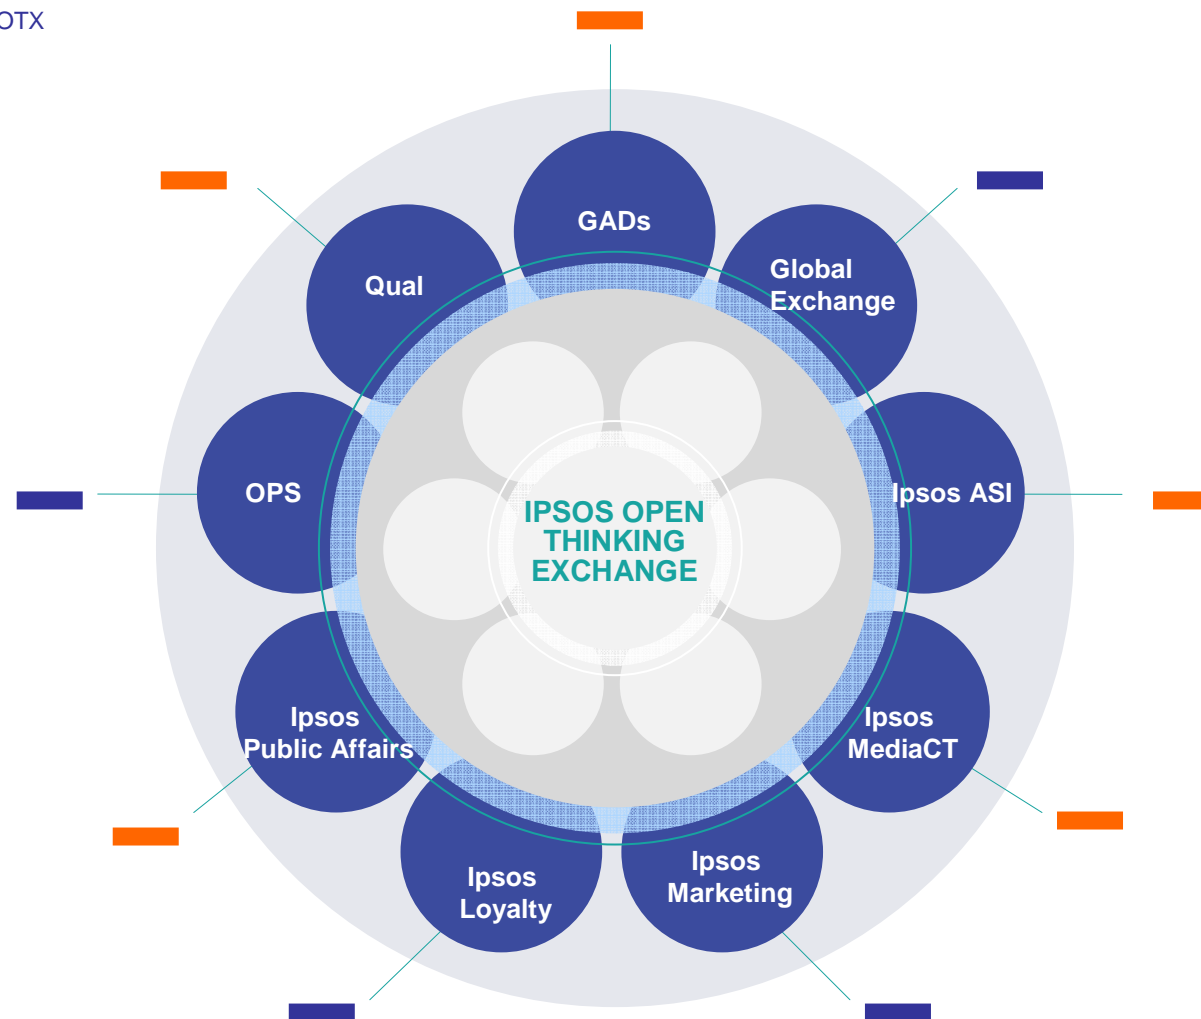 OTX
GADs
Global
Exchange
Qual
Ipsos ASI
OPS
IPSOS OPEN
THINKING
EXCHANGE
Ipsos
Public Affairs
Ipsos
MediaCT
Ipsos
Marketing
Ipsos
Loyalty